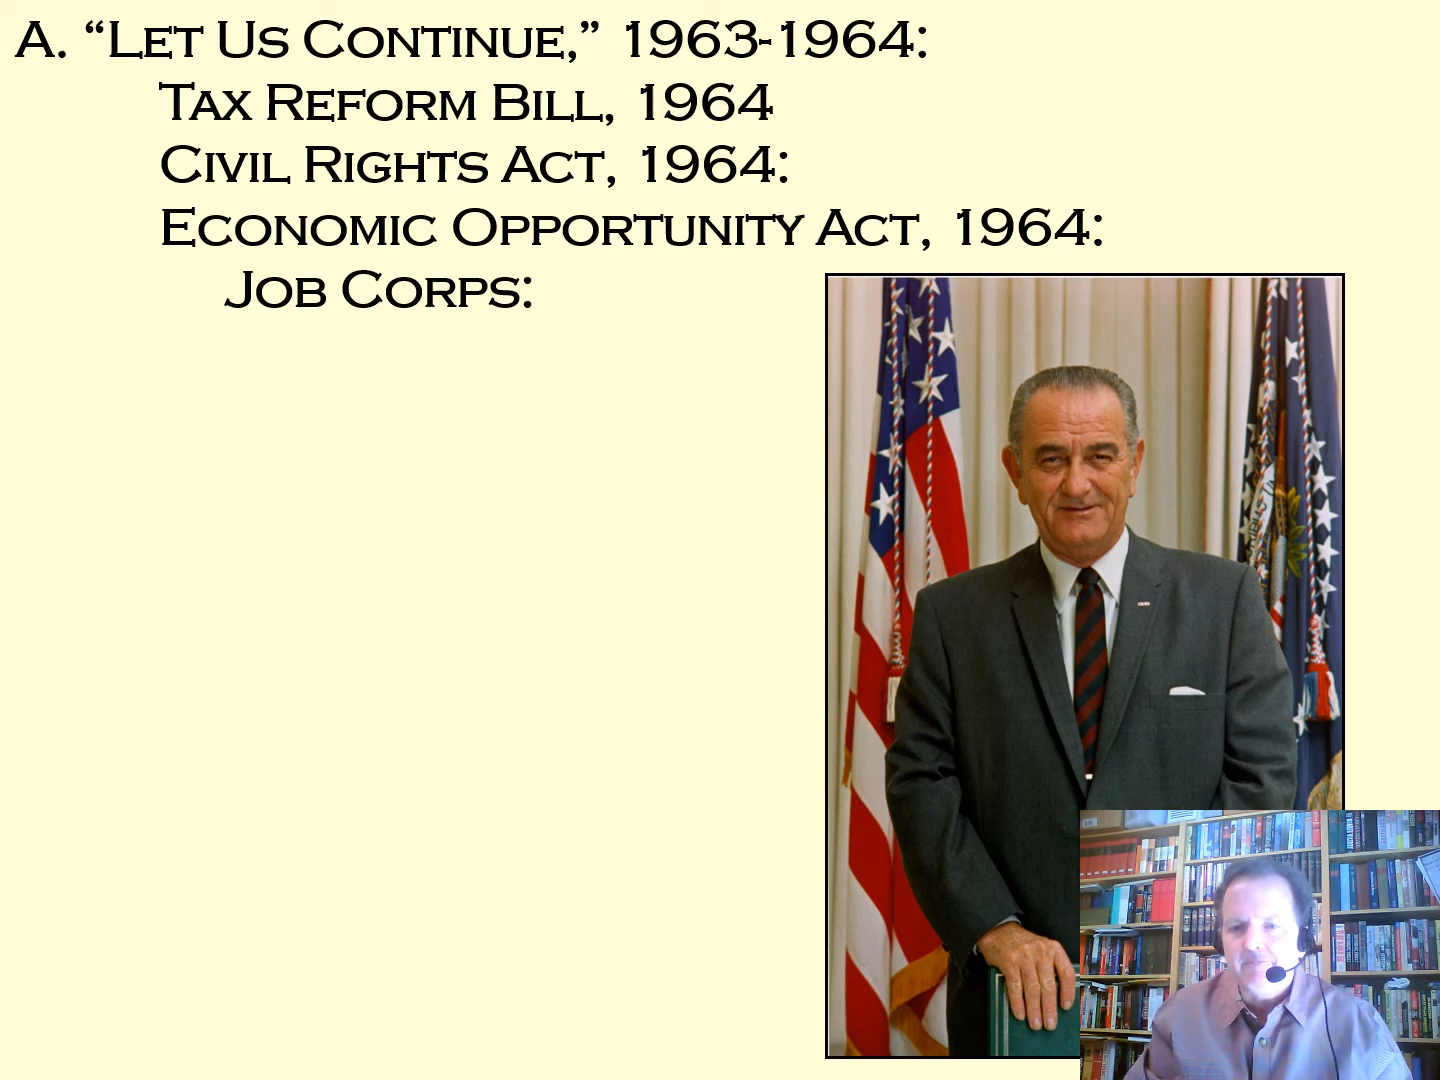 A. “Let Us Continue,” 1963-1964:
Tax Reform Bill, 1964
Civil Rights Act, 1964:
Economic Opportunity Act, 1964:
Job Corps: